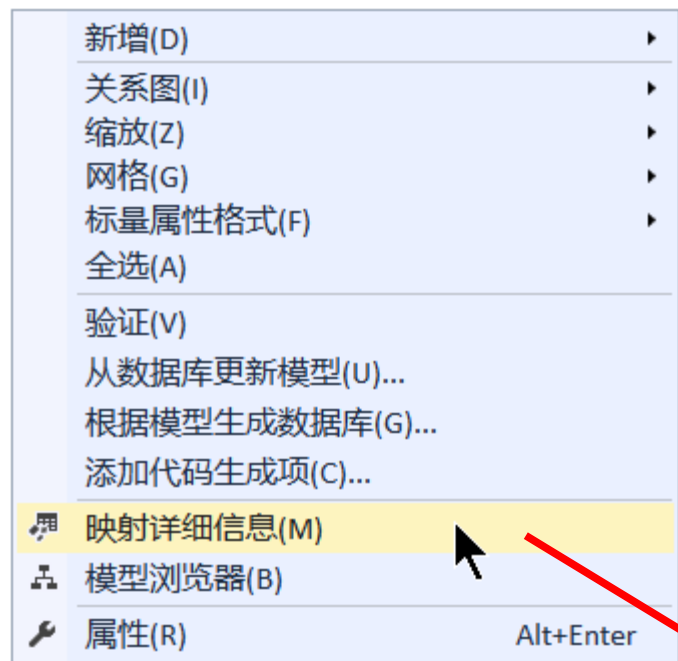 新增(D)
关系图(I)
缩放(Z)
网格(G)
标量属性格式(F)
全选(A)
验证(V)
从数据库更新模型(U)...
根据模型生成数据库(G)...
添加代码生成项(C)...
映射详细信息(M)
模型浏览器(B)
属性(R) Alt+Enter